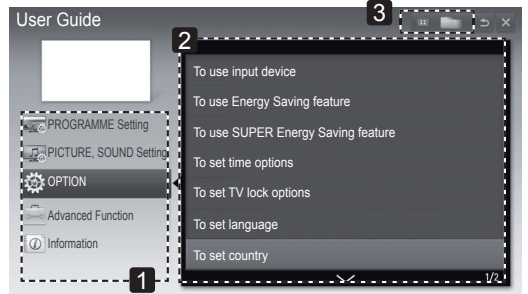 User Guide
3
2
PROGRAMME Setting
PICTURE, SOUND Setting
OPTION
Advanced Function
Information
1
To use input device
To use Energy Saving feature
To use SUPER Energy Saving feature
To set time options
To set TV lock options
To set language
To set country
1/2